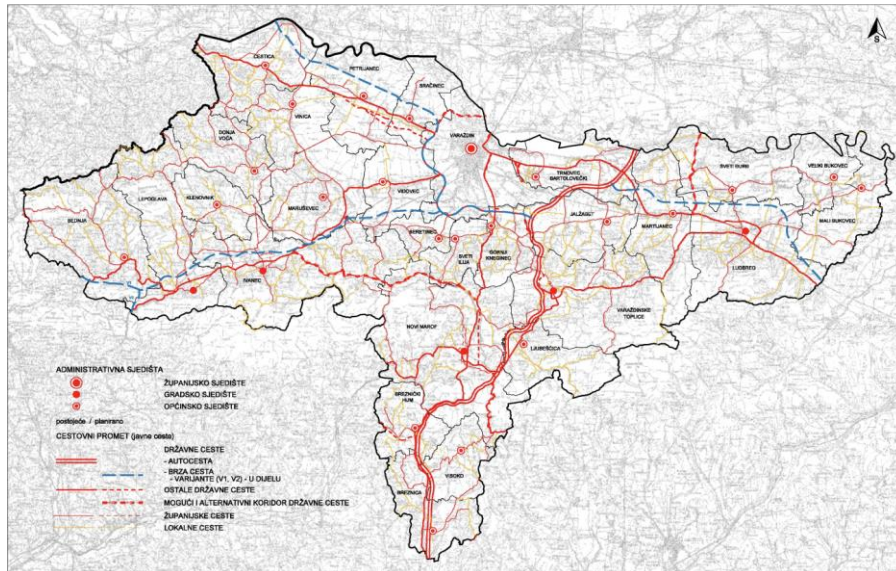 S
CESTICA
PETRIJANEC
SRAČINEC
VINICA
VARAŽDIN
DONJA
VOĆA
TRNOVEC
BARTOLOVEČKI
SVETI ĐURĐ
VELIKI BUKOVEC
VIDOVEC
LEPOGLAVA
KLENOVNIK
BEDNJA
MARUŠEVEC
JALŽABET
MARTIJANEC
MALI BUKOVEC
BERETINEC
SVETI
ILIJA
GORNJI
KNEGINEC
LUDBREG
IVANEC
VARAŽDINSKE
TOPLICE
NOVI MAROF
LJUBEŠĆICA
BREZNIČKI
HUM
VISOKO
BREZNICA
ADMINISTRATIVNA SJEDIŠTA
ŽUPANIJSKO SJEDIŠTE
GRADSKO SJEDIŠTE
OPĆINSKO SJEDIŠTE
postojeće / planirano
CESTOVNI PROMET (javne ceste)
DRŽAVNE CESTE
- AUTOCESTA
- BRZA CESTA
- VARIJANTE (V1, V2) - U DIJELU
OSTALE DRŽAVNE CESTE
MOGUĆI I ALTERNATIVNI KORIDOR DRŽAVNE CESTE
ŽUPANIJSKE CESTE
LOKALNE CESTE